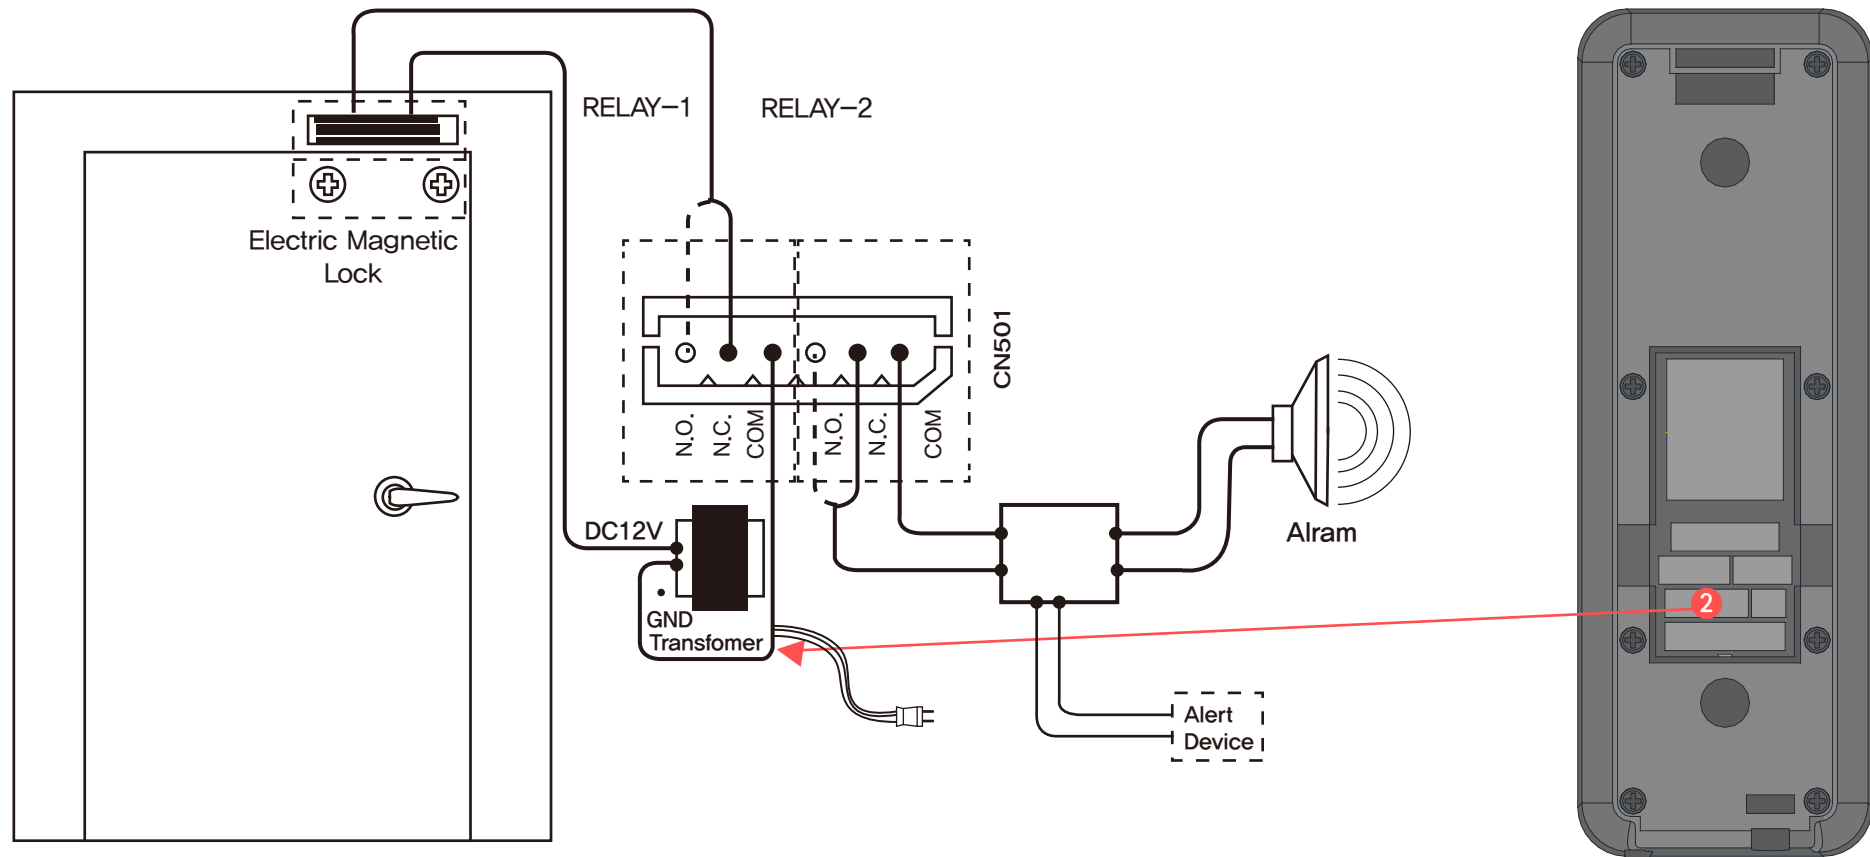 RELAY-1
RELAY-2
Electric Magnetic
Lock
CN501
N.O.
N.C.
COM
N.O.
N.C.
COM
DC12V
GND
Transfomer
Alram
2
Alert
Device